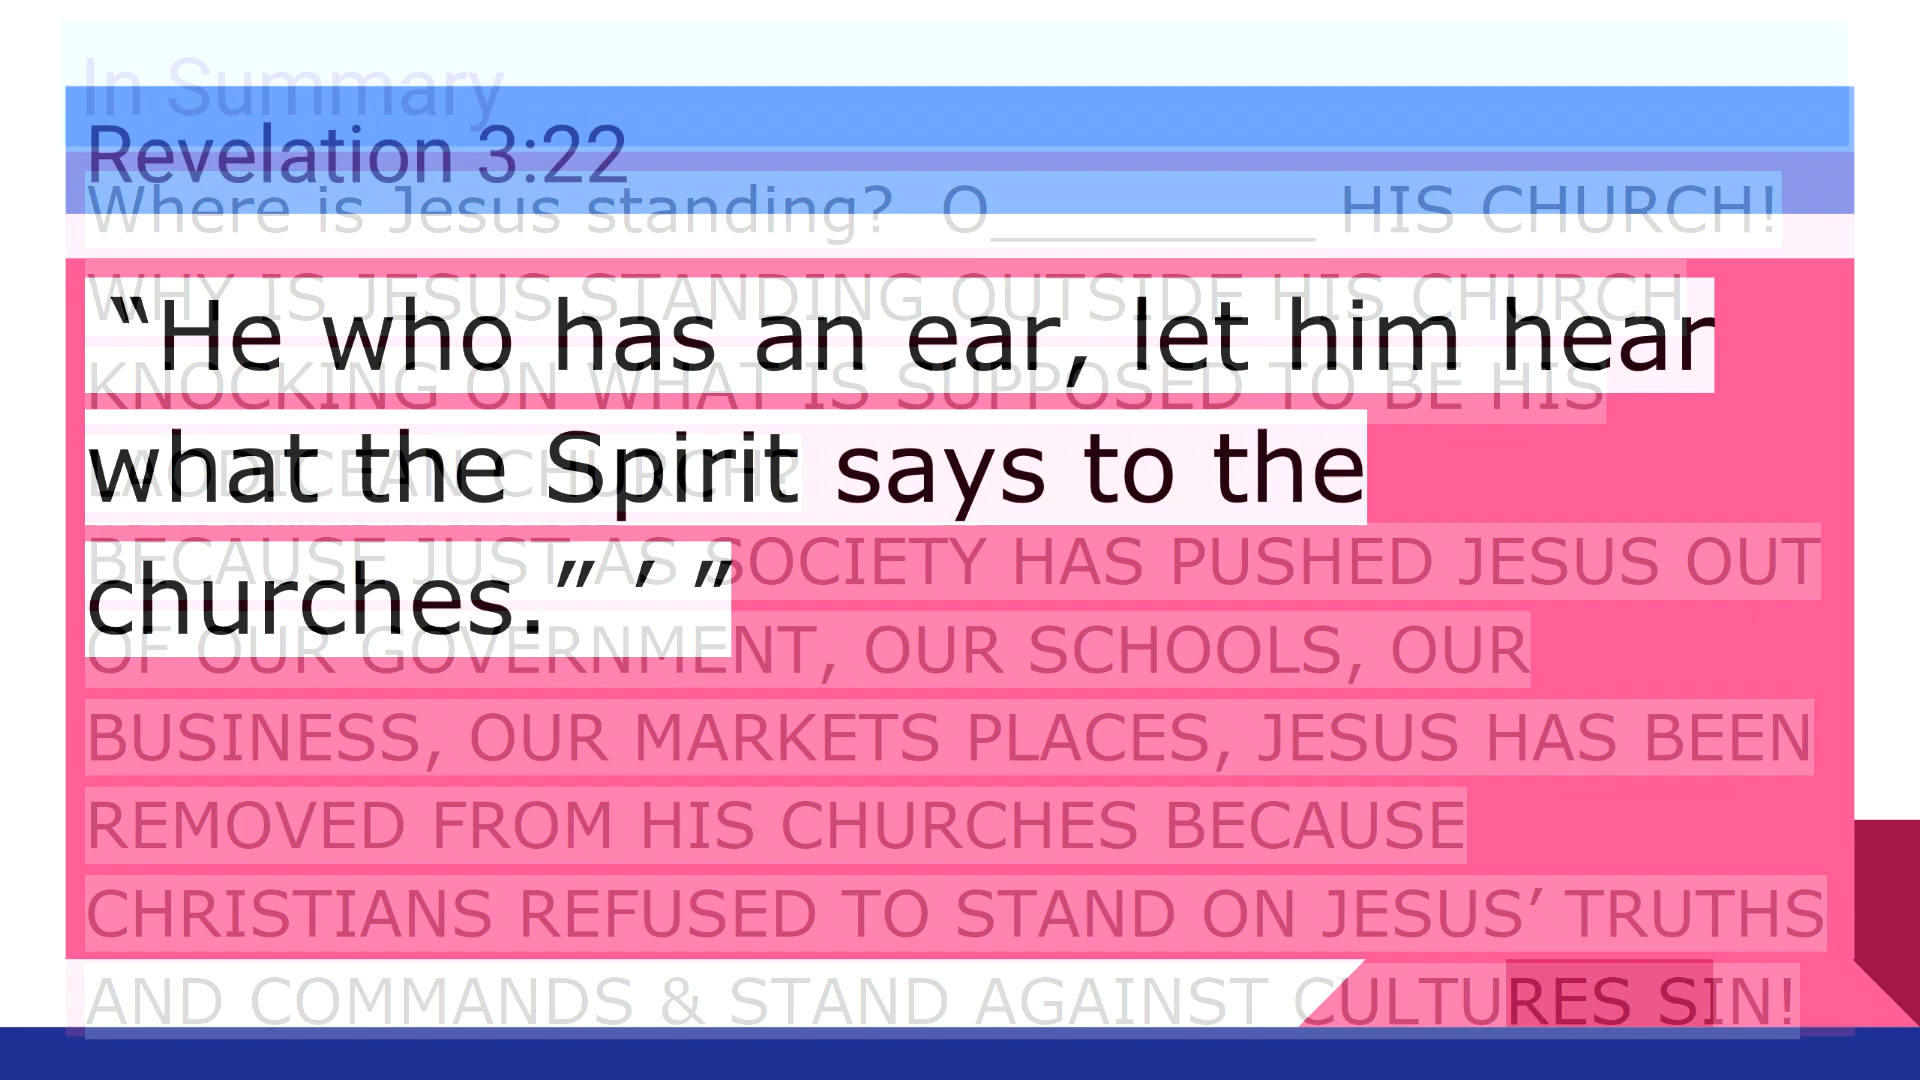 In Summary
Revelation 3:22
Where is Jesus standing? O__________ HIS CHURCH!
WHY IS JESUS STANDING OUTSIDE HIS CHURCH
“He who has an ear, let him hear
KNOCKING ON WHAT IS SUPPOSED TO BE HIS
what the Spirit says to the
LAODICEAN CHURCH?
BECAUSE JUST AS SOCIETY HAS PUSHED JESUS OUT
churches.” ’ ”
OF OUR GOVERNMENT, OUR SCHOOLS, OUR
BUSINESS, OUR MARKETS PLACES, JESUS HAS BEEN
REMOVED FROM HIS CHURCHES BECAUSE
CHRISTIANS REFUSED TO STAND ON JESUS’ TRUTHS
AND COMMANDS & STAND AGAINST CULTURES SIN!